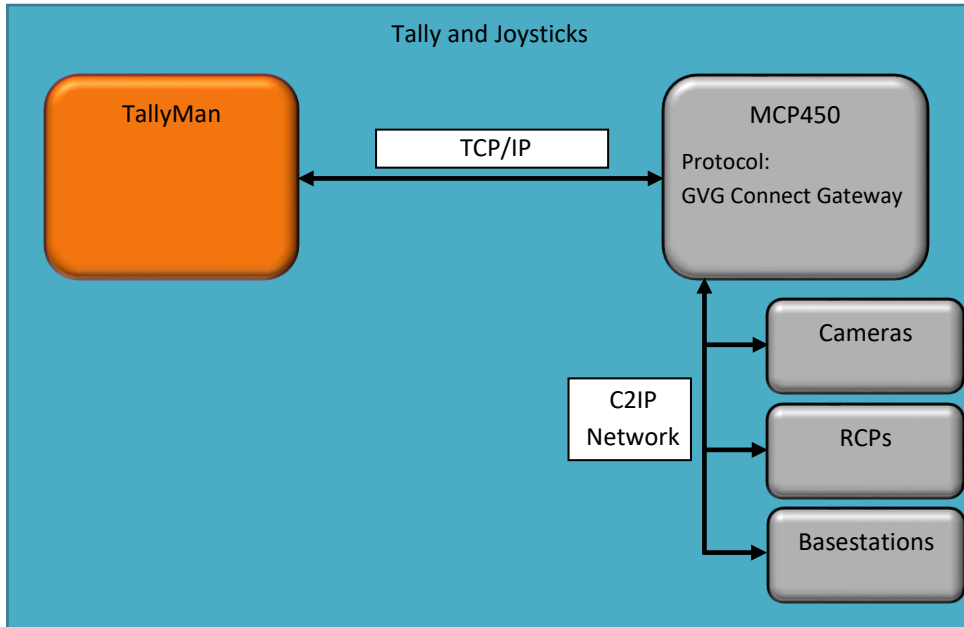 Tally and Joysticks
TallyMan
TCP/IP
MCP450
Protocol:
GVG Connect Gateway
Cameras
C2IP
Network
RCPs
Basestations